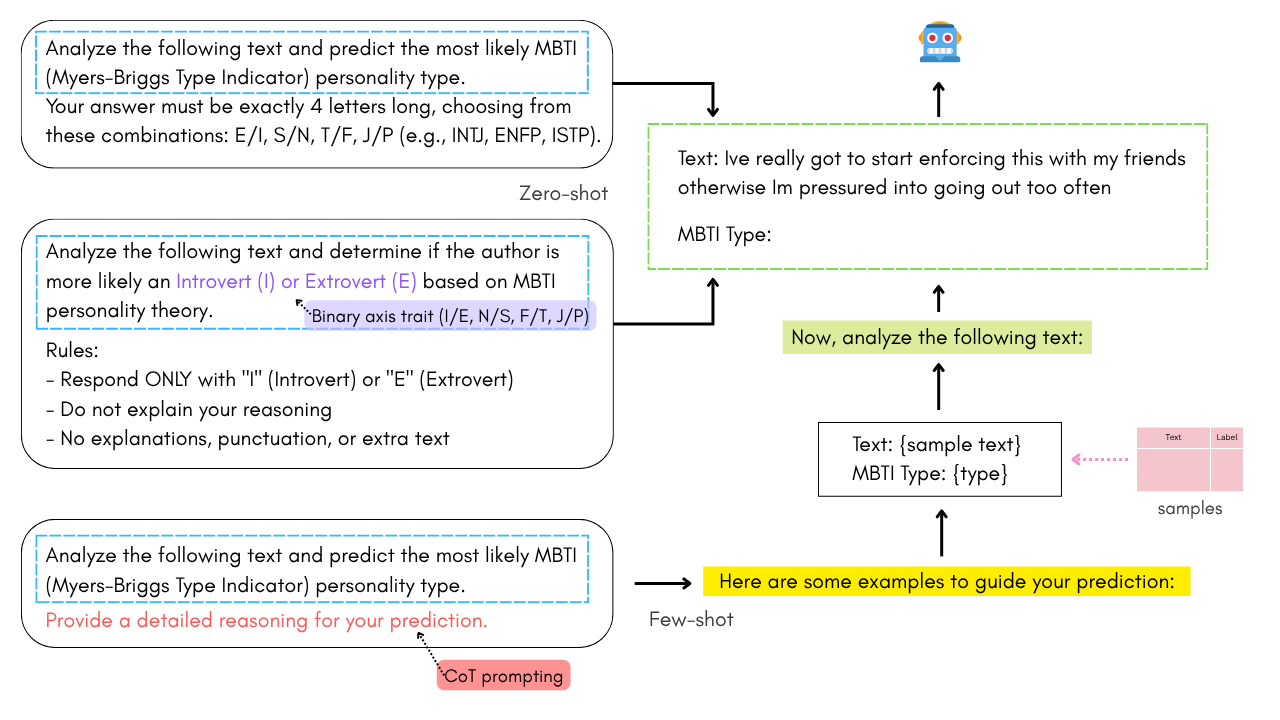 Analyze the following text and predict the most likely MBTI
(Myers-Briggs Type Indicator) personality type.
Your answer must be exactly 4 letters long, choosing from
these combinations: E/I, S/N, T/F, J/P (e.g., INTJ, ENFP, ISTP).
Zero-shot
Analyze the following text and determine if the author is
more likely an Introvert (I) or Extrovert (E) based on MBTI
personality theory.
Binary axis trait (I/E, N/S, F/T, J/P)
Rules:
- Respond ONLY with "I" (Introvert) or "E" (Extrovert)
- Do not explain your reasoning
- No explanations, punctuation, or extra text
Analyze the following text and predict the most likely MBTI
(Myers-Briggs Type Indicator) personality type.
Provide a detailed reasoning for your prediction.
CoT prompting
Few-shot
Here are some examples to guide your prediction:
Text: {sample text}
MBTI Type: {type}
Text Label
samples
Now, analyze the following text:
Text: Ive really got to start enforcing this with my friends
otherwise Im pressured into going out too often
MBTI Type: